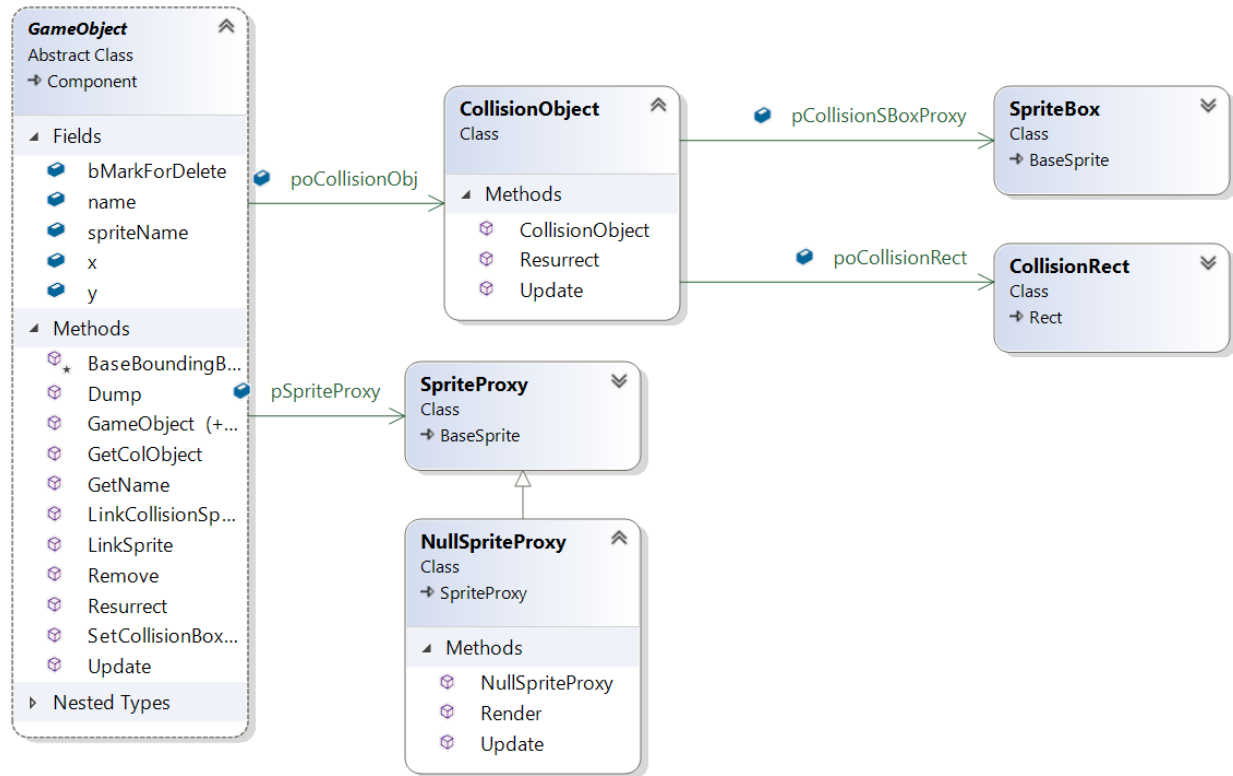 GameObject
Abstract Class
Component
Fields
bMarkForDelete
name
spriteName
x
y
Methods
BaseBoundingB...
Dump
GameObject (+...
GetColObject
GetName
LinkCollisionSp...
LinkSprite
Remove
Resurrect
SetCollisionBox...
Update
Nested Types
poCollisionObj
CollisionObject
Class
Methods
CollisionObject
Resurrect
Update
pCollisionSBoxProxy
SpriteBox
Class
BaseSprite
poCollisionRect
CollisionRect
Class
Rect
pSpriteProxy
SpriteProxy
Class
BaseSprite
NullSpriteProxy
Class
SpriteProxy
Methods
NullSpriteProxy
Render
Update